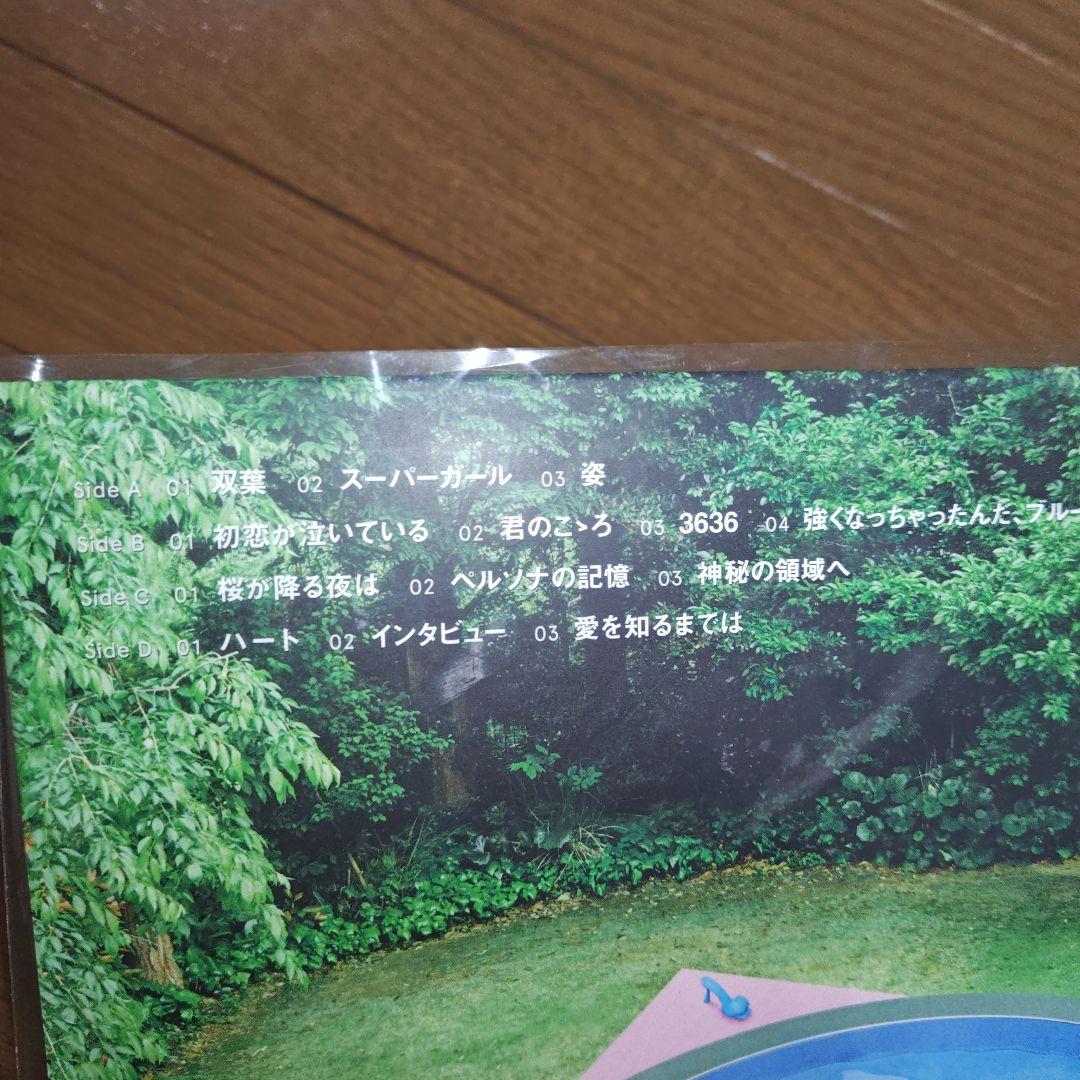 Side A 01 双葉 02 スーパーガール 03 姿
Side B 01 初恋が泣いている 02 君のこゝろ 03 3636 04 強くなっちゃったんだ、フルー
Side C 01 桜が降る夜は 02 ペルソナの記憶 03 神秘の領域へ
Side D 01 ハート 02 インタビュー 03 愛を知るまでは